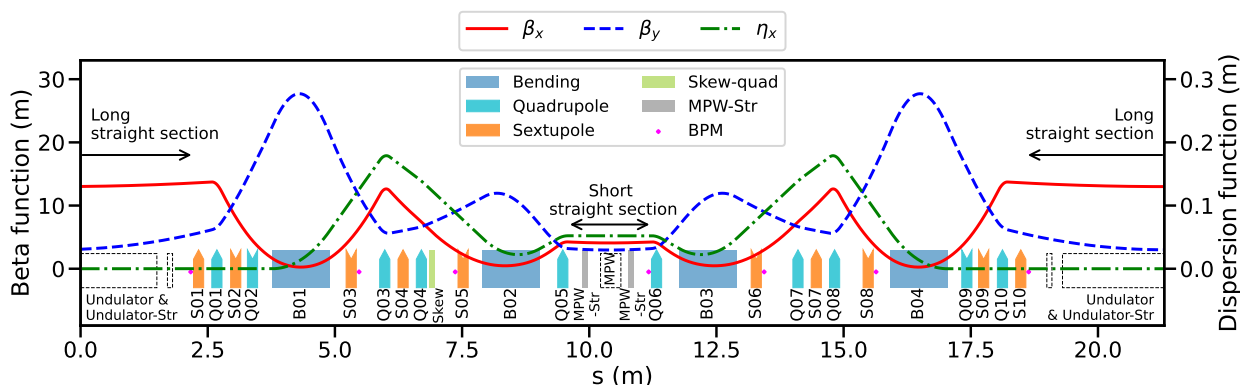 βx βy ηx
Beta function (m)
30
20
10
0
Dispersion function (m)
0.3
0.2
0.1
0.0
Bending
Quadrupole
Sextupole
Skew-quad
MPW-Str
BPM
Long
straight section
Long
straight section
Short
straight section
Undulator &
Undulator-Str
S01
Q01
S02
Q02
B01
S03
Q03
S04
Q04
Skew
S05
B02
Q05
MPW
-Str
MPW
MPW
-Str
Q06
B03
S06
Q07
S07
Q08
S08
B04
Q09
S09
Q10
S10
Undulator
& Undulator-Str
0.0 2.5 5.0 7.5 10.0 12.5 15.0 17.5 20.0
s (m)